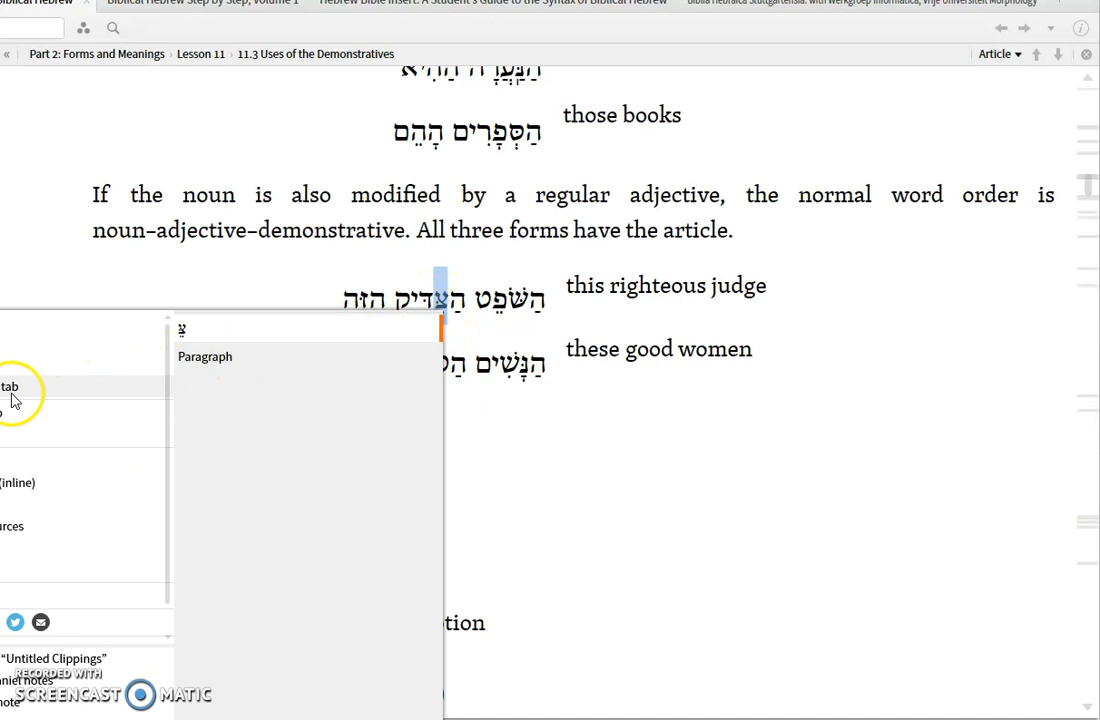 Biblical Hebrew Step by Step, Volume 1
Hebrew Bible Insert: A Student's Guide to the Syntax of Biblical Hebrew
Biblia Hebraica Stuttgartensia: with Werkgroep Informatica, Vrije Universiteit Morphology
« Part 2: Forms and Meanings › Lesson 11 › 11.3 Uses of the Demonstratives
Article
הַנַּעֲרָה הַהִיא
הַסְּפָרִים הָהֵם those books
If the noun is also modified by a regular adjective, the normal word order is
noun–adjective–demonstrative. All three forms have the article.
הַשֹּׁפֵט הַצַּדִּיק הַזֶּה this righteous judge
הַנָּשִׁים these good women
Paragraph
tab
(inline)
"Untitled Clippings"
RECORDED WITH
SCREENCAST MATIC